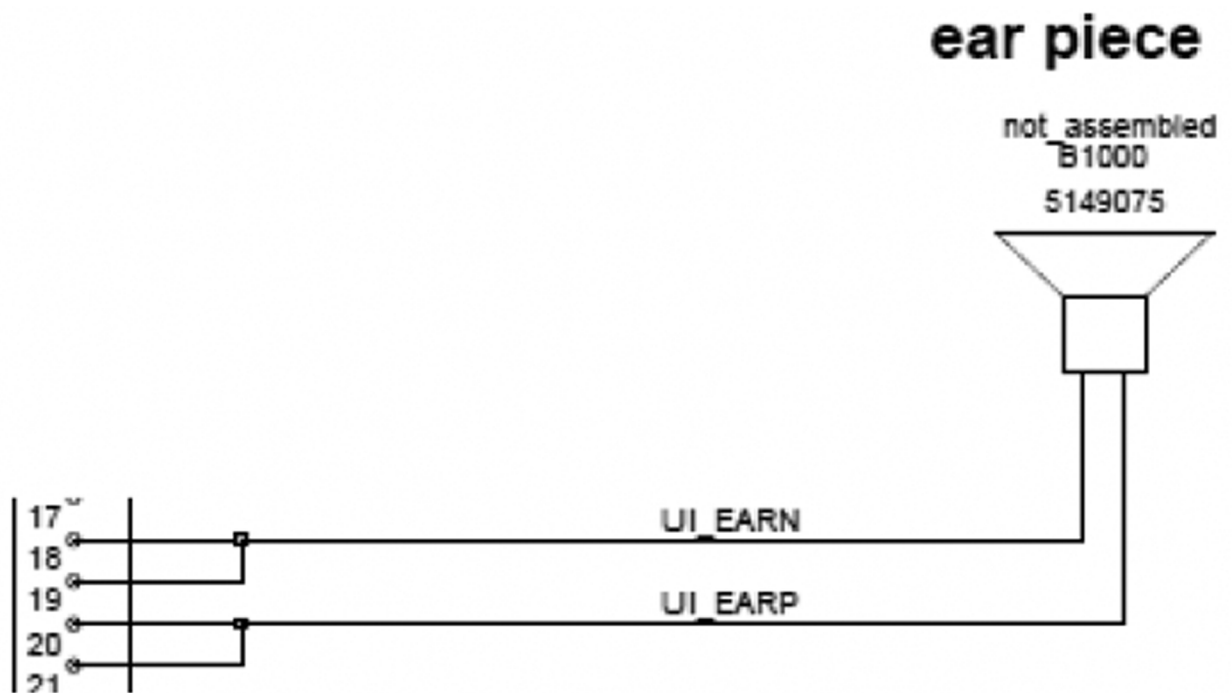 ear piece
not_assembled
B1000
5149075
17
UI_EARN
18
19
UI_EARP
20
21